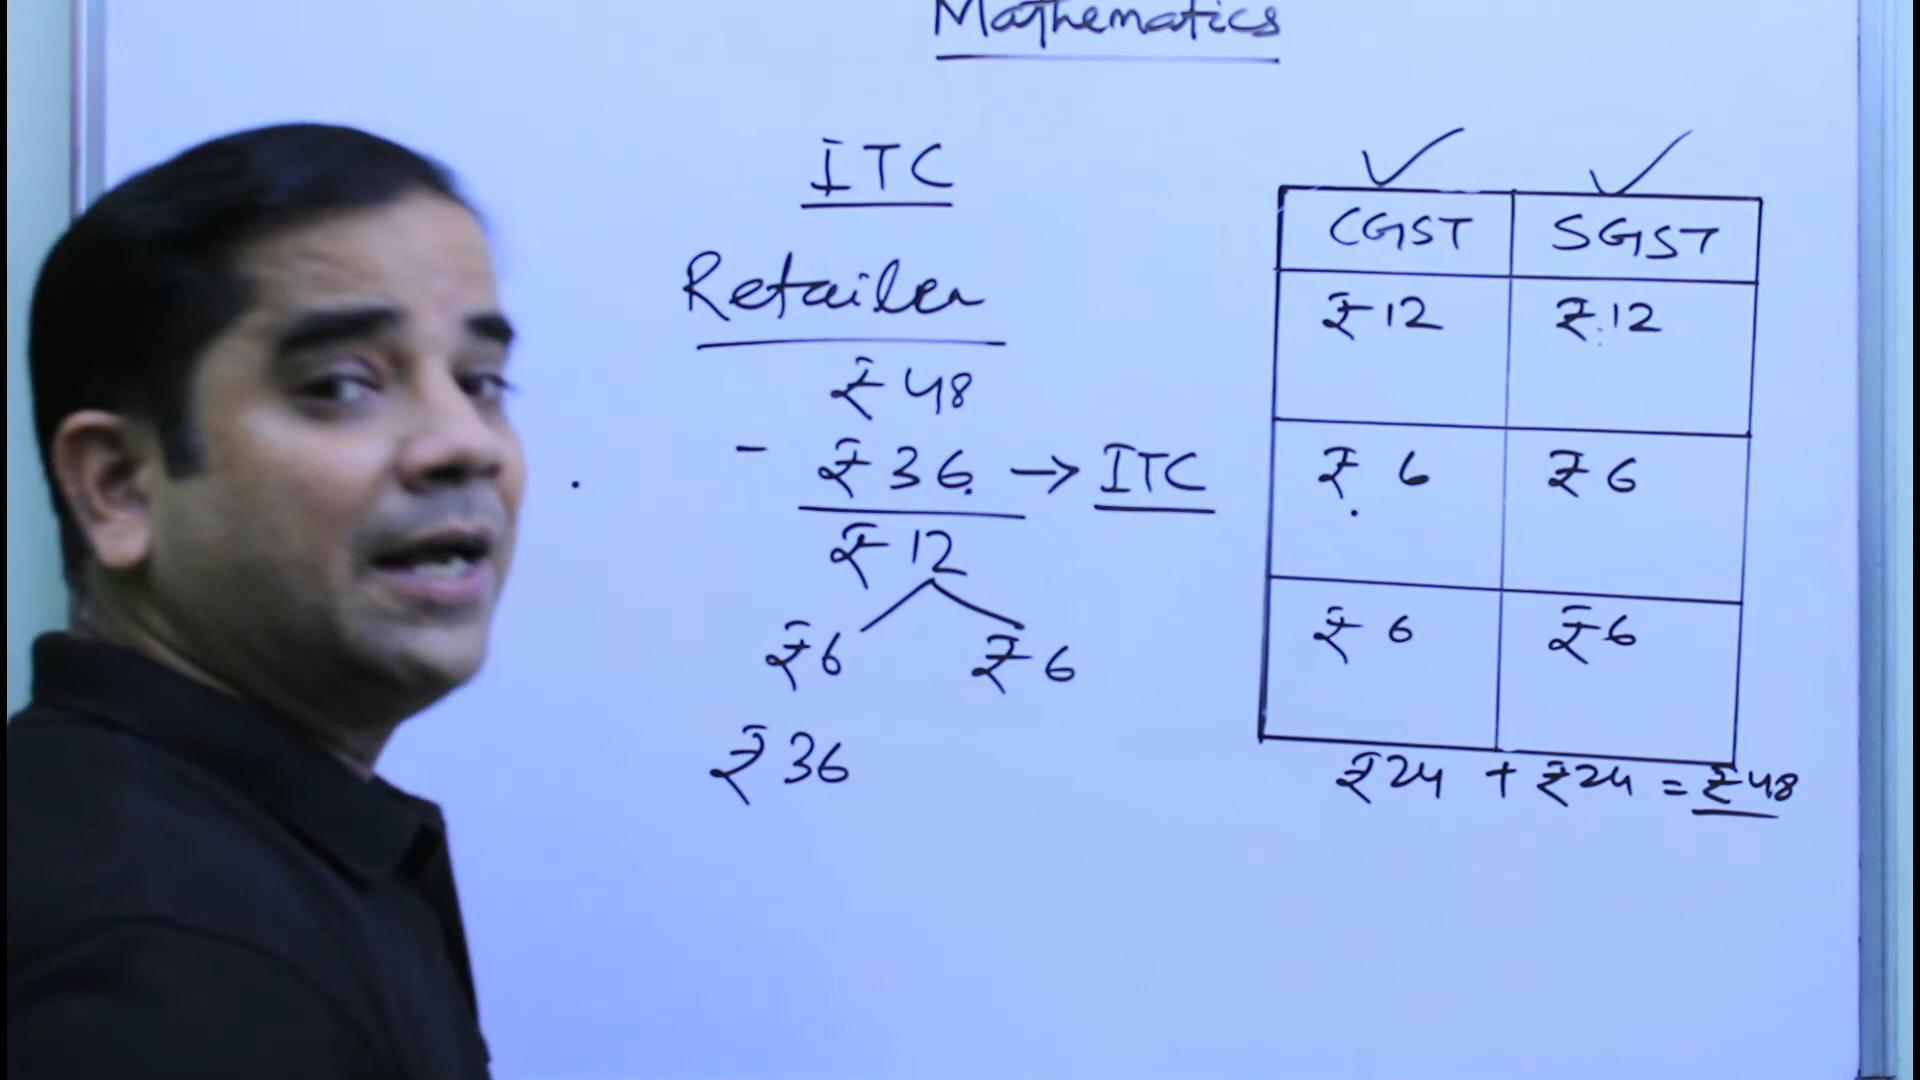 Mathematics
ITC
Retailer
₹48
- ₹36 → ITC
₹12
₹6 ₹6
₹36
CGST SGST
₹12 ₹12
₹6 ₹6
₹6 ₹6
₹24 + ₹24 = ₹48